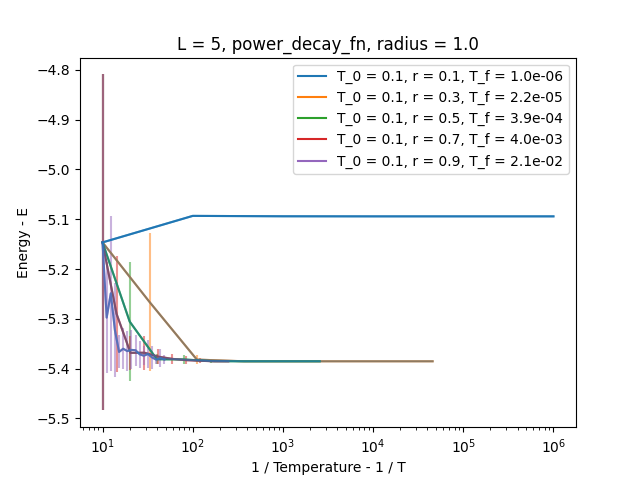 L = 5, power_decay_fn, radius = 1.0
T_0 = 0.1, r = 0.1, T_f = 1.0e-06
T_0 = 0.1, r = 0.3, T_f = 2.2e-05
T_0 = 0.1, r = 0.5, T_f = 3.9e-04
T_0 = 0.1, r = 0.7, T_f = 4.0e-03
T_0 = 0.1, r = 0.9, T_f = 2.1e-02
Energy - E
−4.8
−4.9
−5.0
−5.1
−5.2
−5.3
−5.4
−5.5
10¹ 10² 10³ 10⁴ 10⁵ 10⁶
1 / Temperature - 1 / T